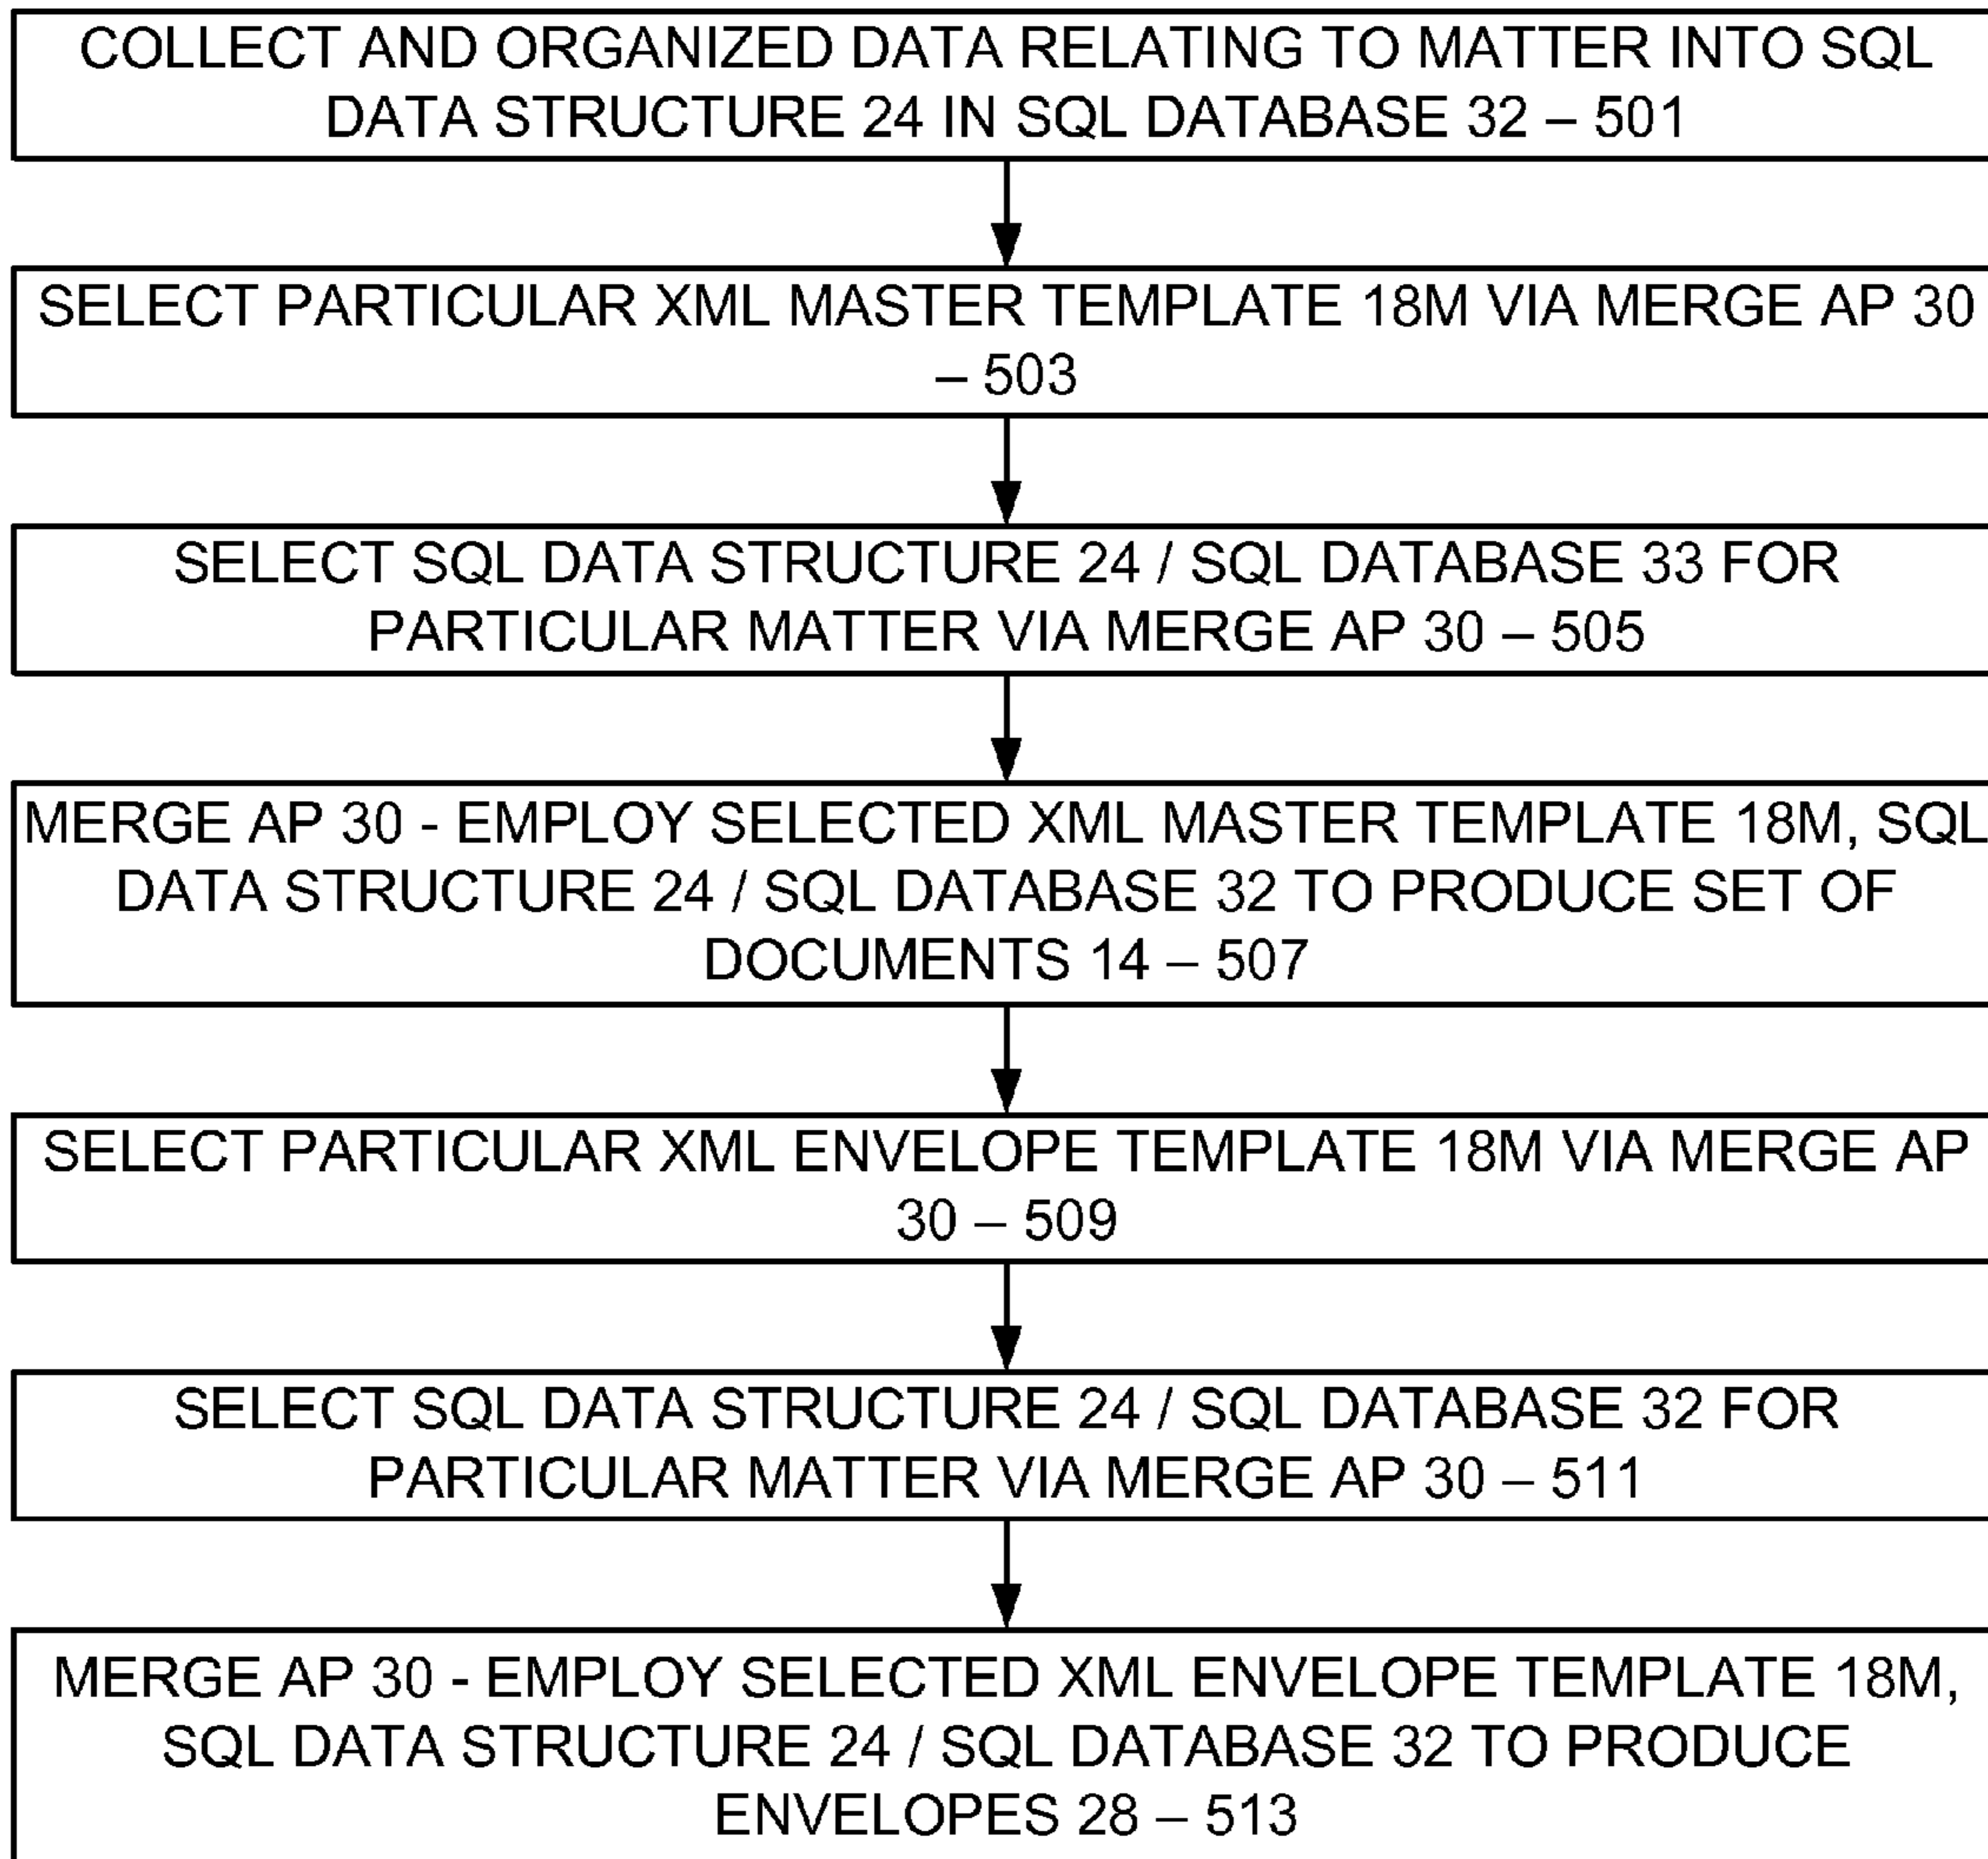 COLLECT AND ORGANIZED DATA RELATING TO MATTER INTO SQL
DATA STRUCTURE 24 IN SQL DATABASE 32 – 501
SELECT PARTICULAR XML MASTER TEMPLATE 18M VIA MERGE AP 30
– 503
SELECT SQL DATA STRUCTURE 24 / SQL DATABASE 33 FOR
PARTICULAR MATTER VIA MERGE AP 30 – 505
MERGE AP 30 - EMPLOY SELECTED XML MASTER TEMPLATE 18M, SQL
DATA STRUCTURE 24 / SQL DATABASE 32 TO PRODUCE SET OF
DOCUMENTS 14 – 507
SELECT PARTICULAR XML ENVELOPE TEMPLATE 18M VIA MERGE AP
30 – 509
SELECT SQL DATA STRUCTURE 24 / SQL DATABASE 32 FOR
PARTICULAR MATTER VIA MERGE AP 30 – 511
MERGE AP 30 - EMPLOY SELECTED XML ENVELOPE TEMPLATE 18M,
SQL DATA STRUCTURE 24 / SQL DATABASE 32 TO PRODUCE
ENVELOPES 28 – 513